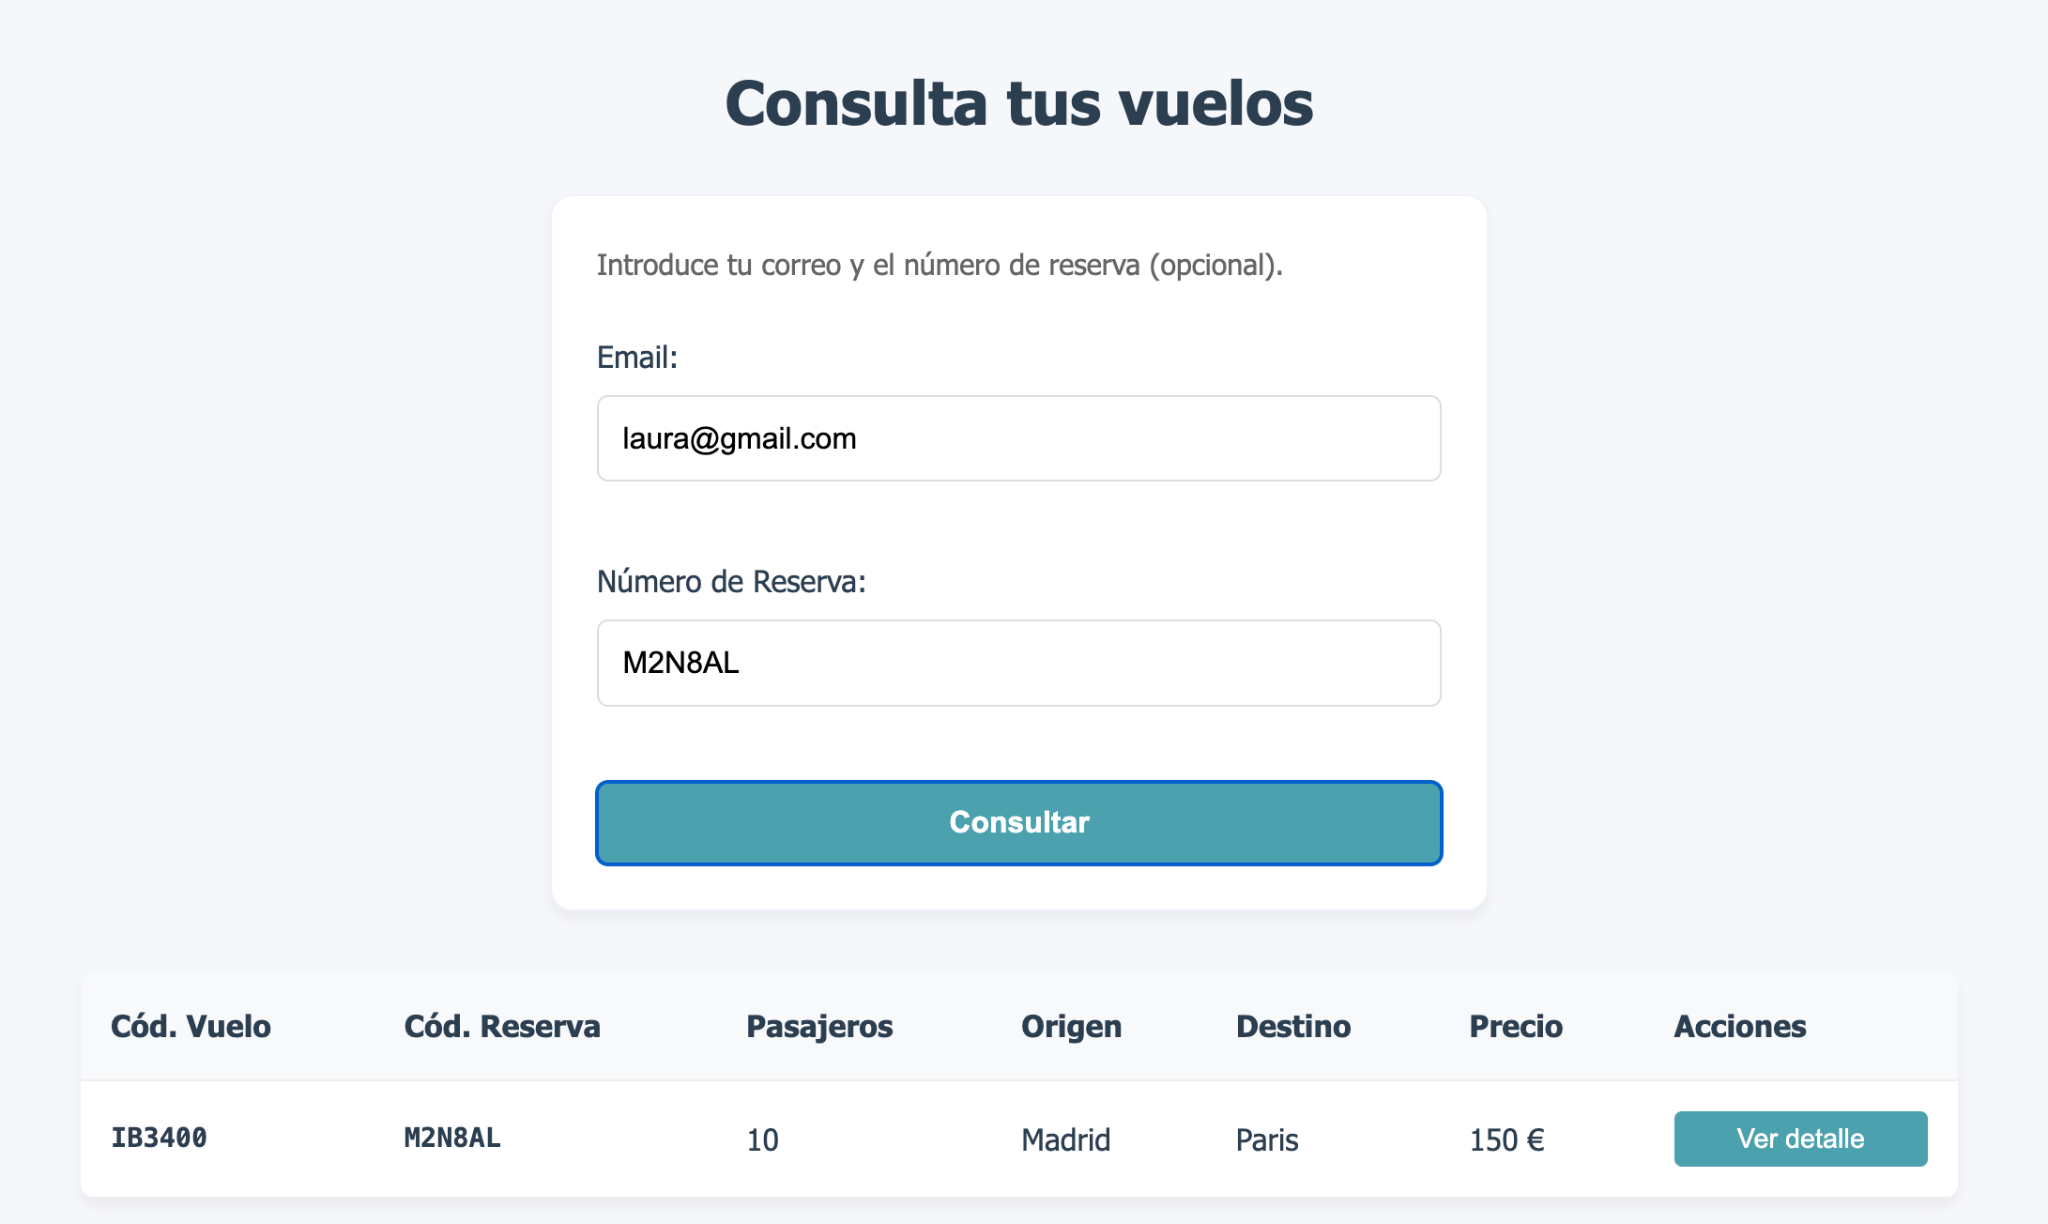 Consulta tus vuelos
Introduce tu correo y el número de reserva (opcional).
Email:
laura@gmail.com
Número de Reserva:
M2N8AL
Consultar
Cód. Vuelo Cód. Reserva Pasajeros Origen Destino Precio Acciones
IB3400 M2N8AL 10 Madrid Paris 150 € Ver detalle